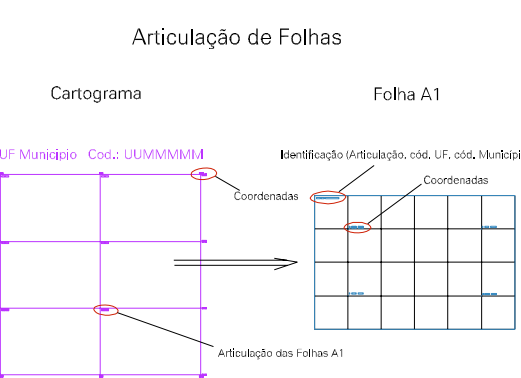 Articulação de Folhas
Cartograma
Folha A1
UF Município Cod.: UUMMMMM
Identificação (Articulação, cód. UF, cód. Municípi
Coordenadas
Coordenadas
Articulação das Folhas A1